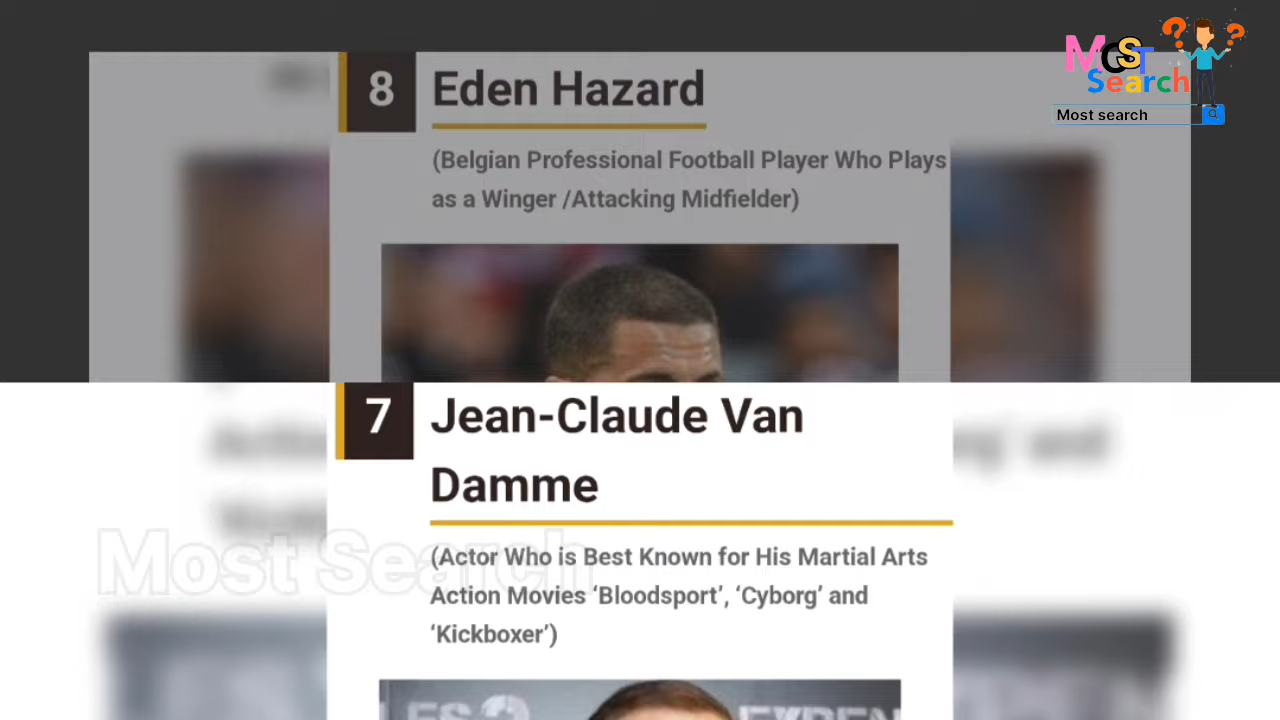 MOST
Search
Most search
8 Eden Hazard
(Belgian Professional Football Player Who Plays
as a Winger /Attacking Midfielder)
7 Jean-Claude Van
Damme
Most Search
(Actor Who is Best Known for His Martial Arts
Action Movies ‘Bloodsport’, ‘Cyborg’ and
‘Kickboxer’)